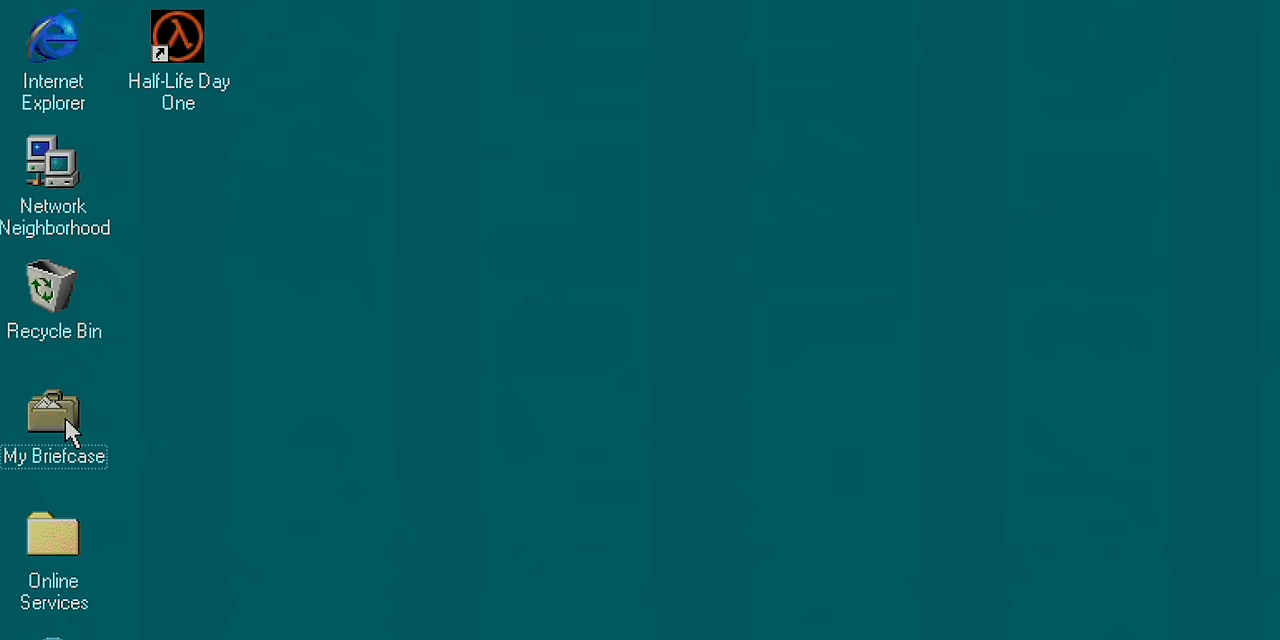 Internet
Explorer
Half-Life Day
One
Network
Neighborhood
Recycle Bin
My Briefcase
Online
Services